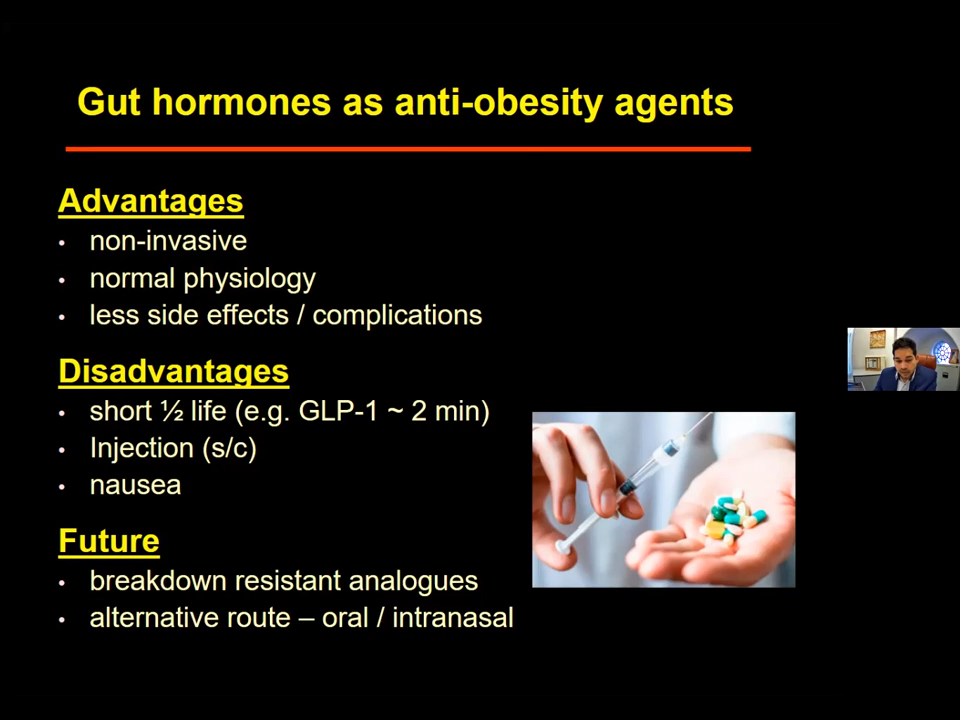 Gut hormones as anti-obesity agents
Advantages
• non-invasive
• normal physiology
• less side effects / complications
Disadvantages
• short ½ life (e.g. GLP-1 ~ 2 min)
• Injection (s/c)
• nausea
Future
• breakdown resistant analogues
• alternative route – oral / intranasal